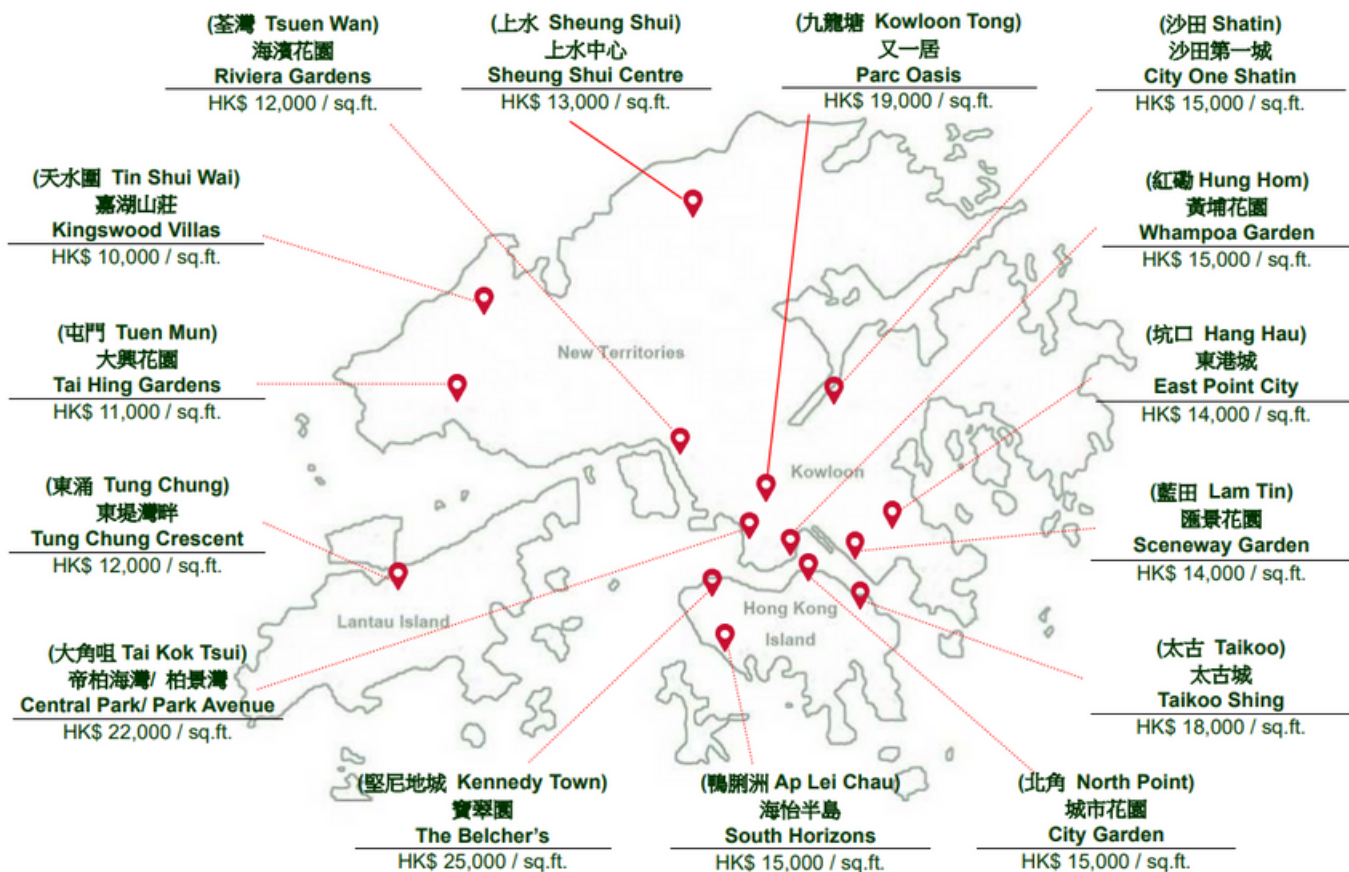 (荃灣 Tsuen Wan)
海濱花園
Riviera Gardens
HK$ 12,000 / sq.ft.
(上水 Sheung Shui)
上水中心
Sheung Shui Centre
HK$ 13,000 / sq.ft.
(九龍塘 Kowloon Tong)
又一居
Parc Oasis
HK$ 19,000 / sq.ft.
(沙田 Shatin)
沙田第一城
City One Shatin
HK$ 15,000 / sq.ft.
(天水圍 Tin Shui Wai)
嘉湖山莊
Kingswood Villas
HK$ 10,000 / sq.ft.
(紅磡 Hung Hom)
黃埔花園
Whampoa Garden
HK$ 15,000 / sq.ft.
(屯門 Tuen Mun)
大興花園
Tai Hing Gardens
HK$ 11,000 / sq.ft.
New Territories
(坑口 Hang Hau)
東港城
East Point City
HK$ 14,000 / sq.ft.
Kowloon
(東涌 Tung Chung)
東堤灣畔
Tung Chung Crescent
HK$ 12,000 / sq.ft.
(藍田 Lam Tin)
匯景花園
Sceneway Garden
HK$ 14,000 / sq.ft.
Lantau Island
Hong Kong
Island
(大角咀 Tai Kok Tsui)
帝柏海灣/ 柏景灣
Central Park/ Park Avenue
HK$ 22,000 / sq.ft.
(太古 Taikoo)
太古城
Taikoo Shing
HK$ 18,000 / sq.ft.
(堅尼地城 Kennedy Town)
寶翠園
The Belcher's
HK$ 25,000 / sq.ft.
(鴨脷洲 Ap Lei Chau)
海怡半島
South Horizons
HK$ 15,000 / sq.ft.
(北角 North Point)
城市花園
City Garden
HK$ 15,000 / sq.ft.